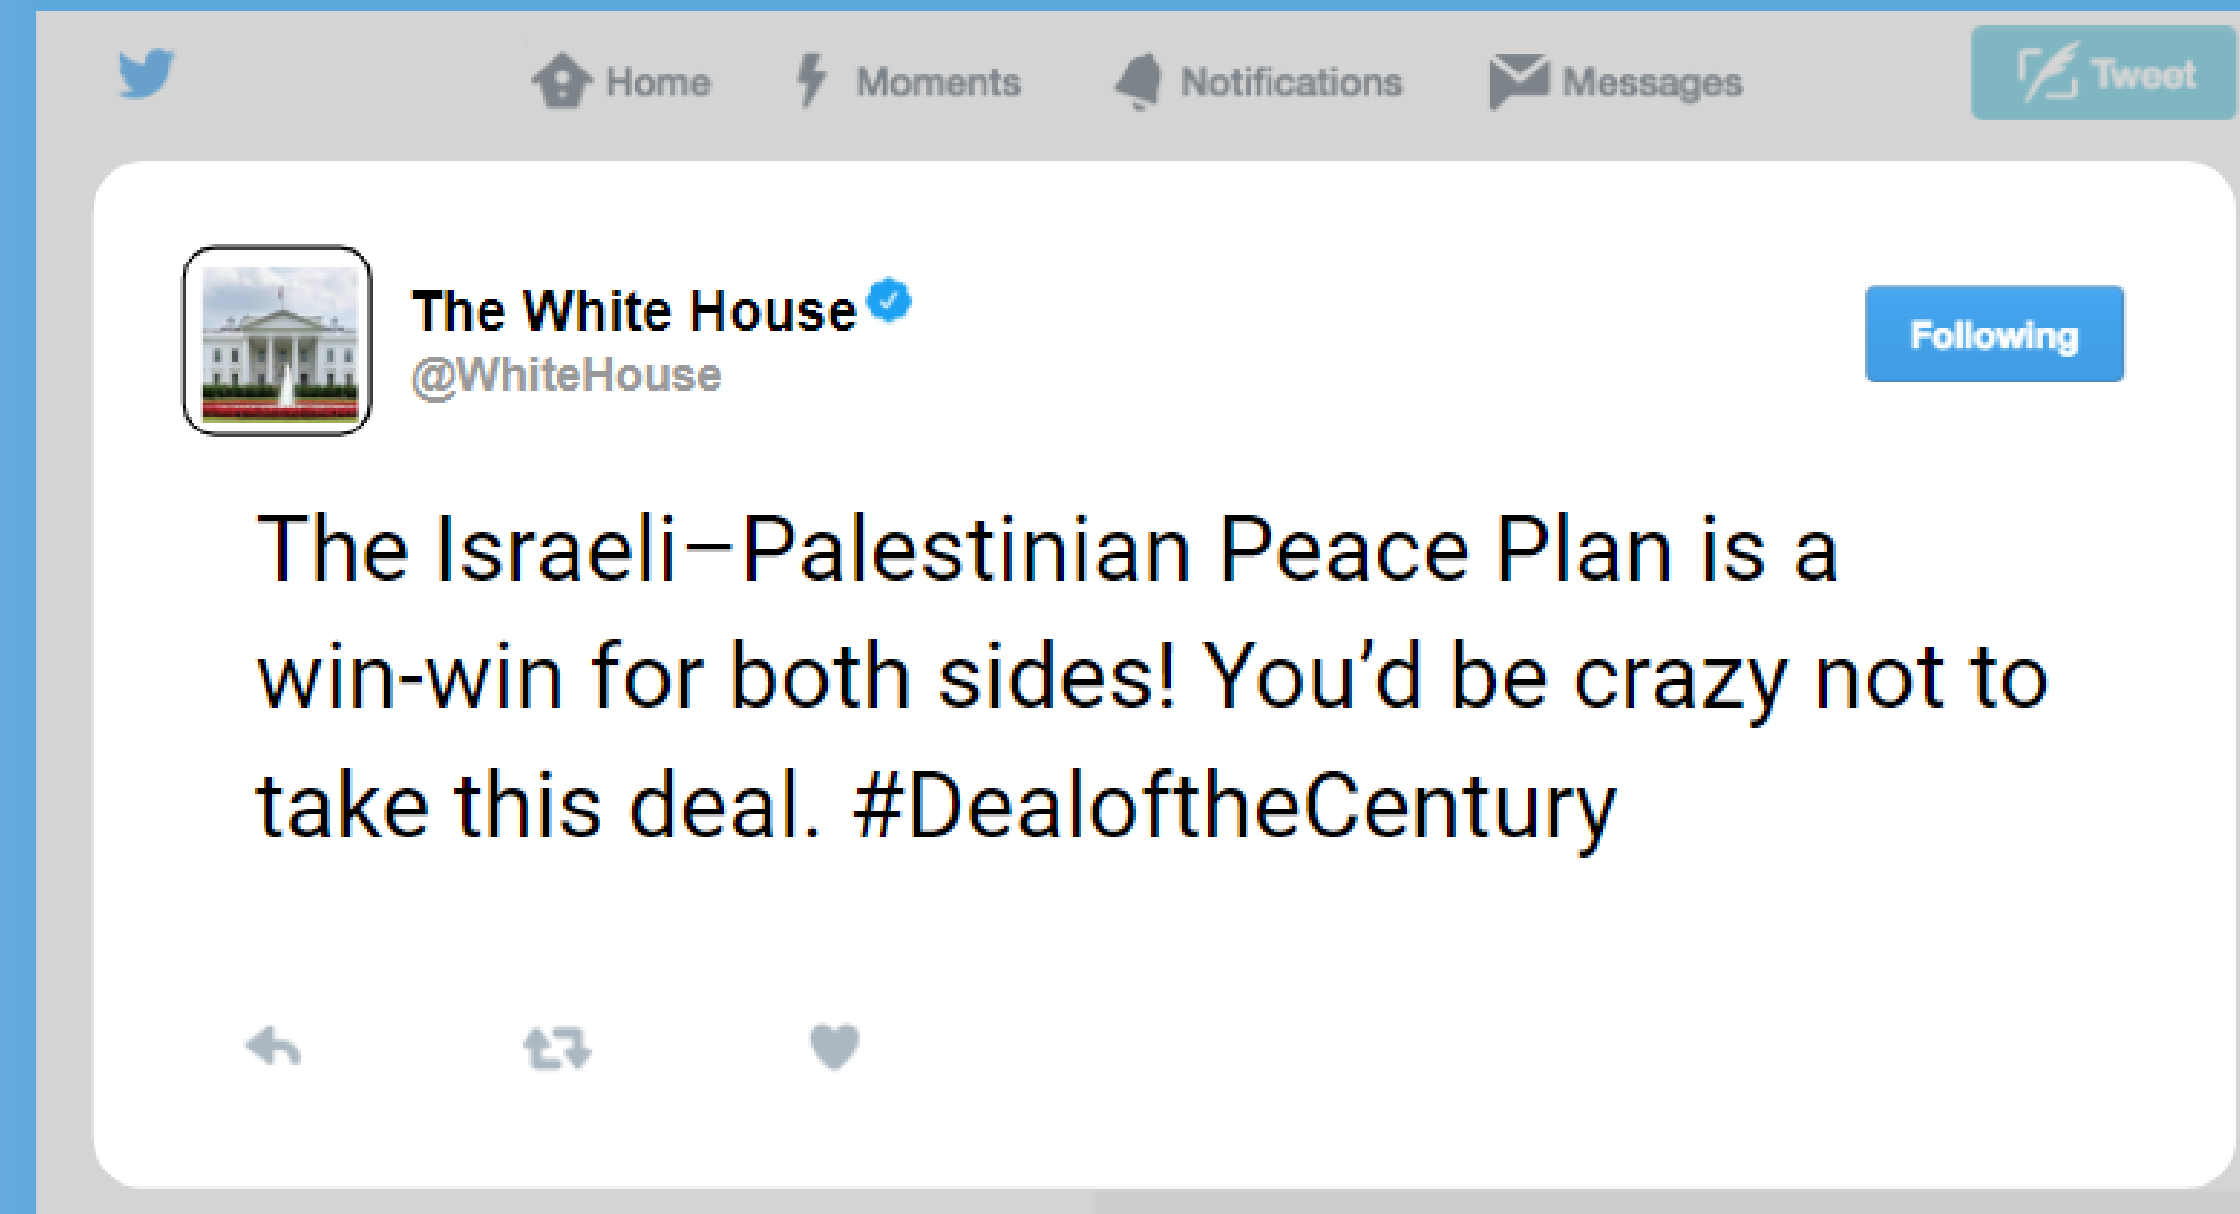 Home Moments Notifications Messages Tweet
The White House
@WhiteHouse
Following
The Israeli–Palestinian Peace Plan is a
win-win for both sides! You’d be crazy not to
take this deal. #DealoftheCentury